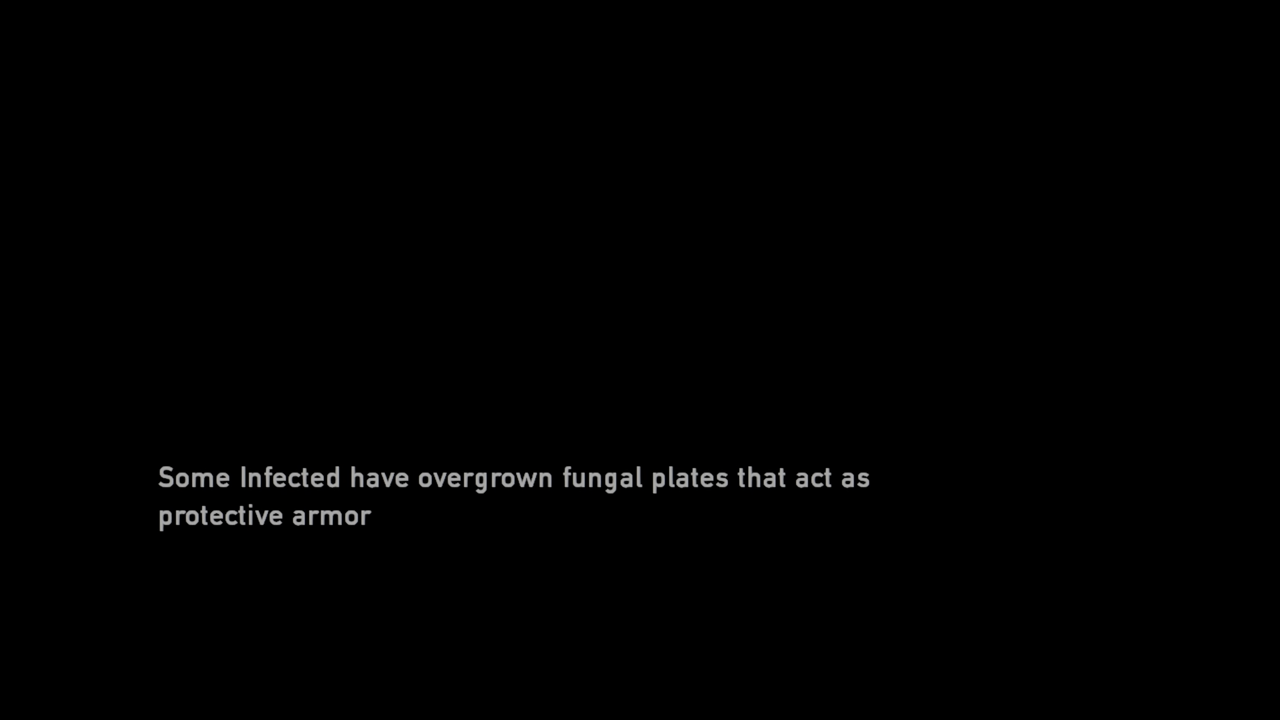 Some Infected have overgrown fungal plates that act as
protective armor